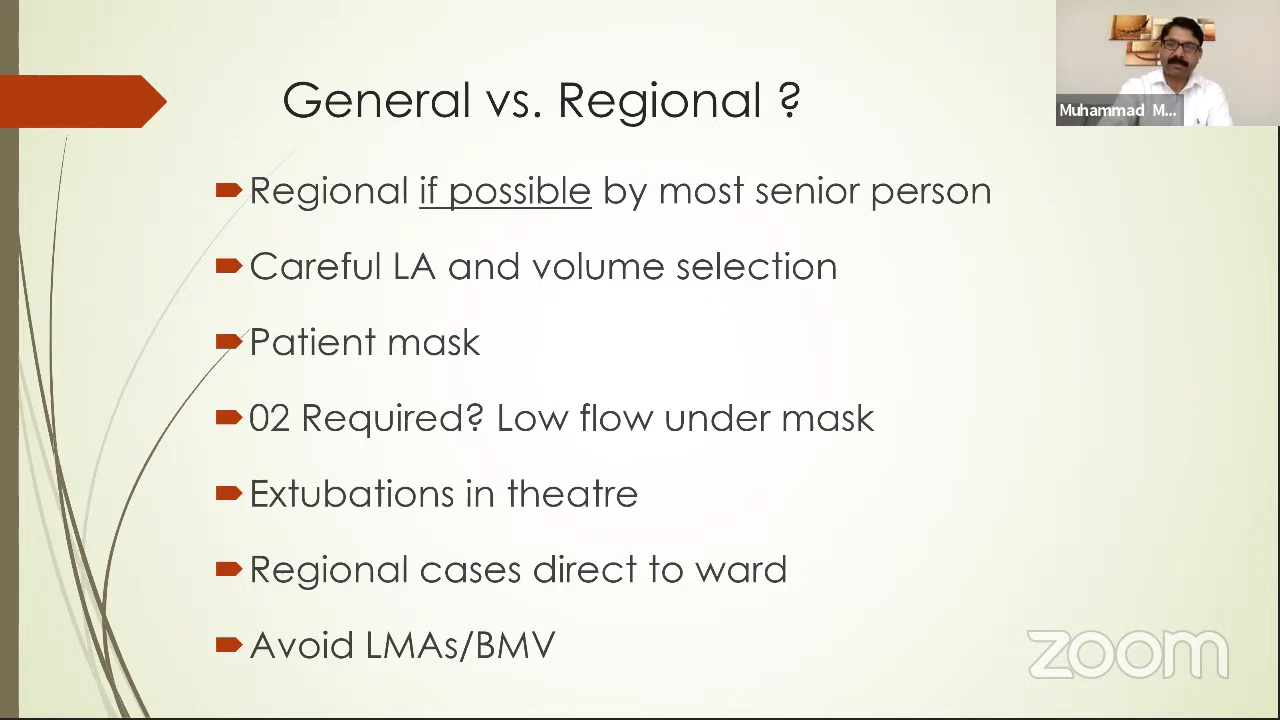 General vs. Regional ?
Muhammad M...
Regional if possible by most senior person
Careful LA and volume selection
Patient mask
02 Required? Low flow under mask
Extubations in theatre
Regional cases direct to ward
Avoid LMAs/BMV
zoom